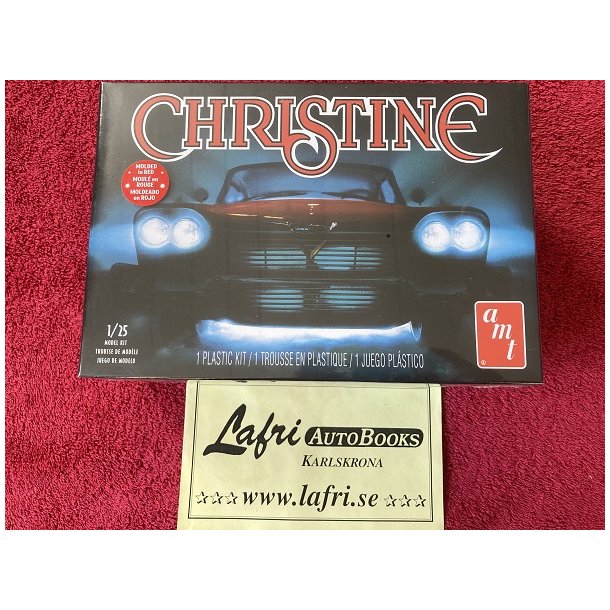 CHRISTINE
MOLDED
in RED
MOULÉ en
ROUGE
MOLDEADO
en ROJO
1/25
MODEL KIT
TROUSSE DE MODÈLE
JUEGO DE MODELO
1 PLASTIC KIT / 1 TROUSSE EN PLASTIQUE / 1 JUEGO PLÁSTICO
amt
®
Lafri AUTOBOOKS
KARLSKRONA
☆☆☆ www.lafri.se ☆☆☆